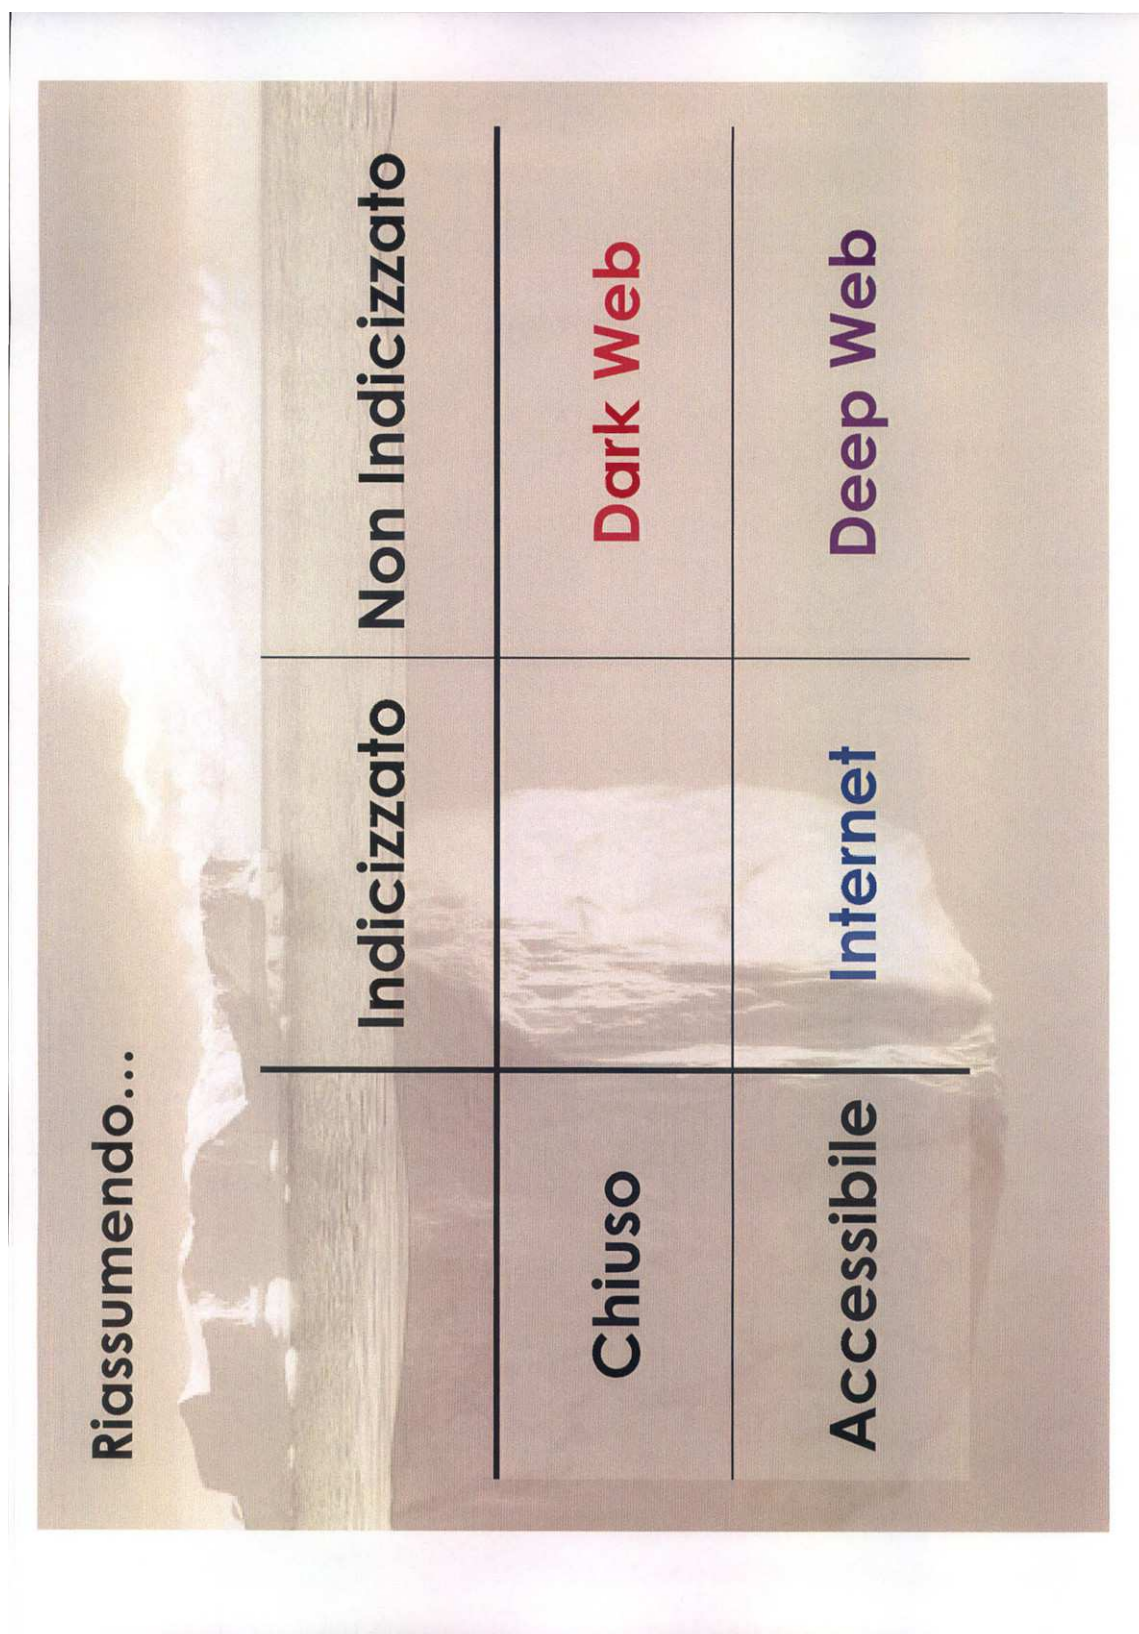 Riassumendo...
Indicizzato Non Indicizzato
Chiuso Dark Web
Accessibile Internet Deep Web